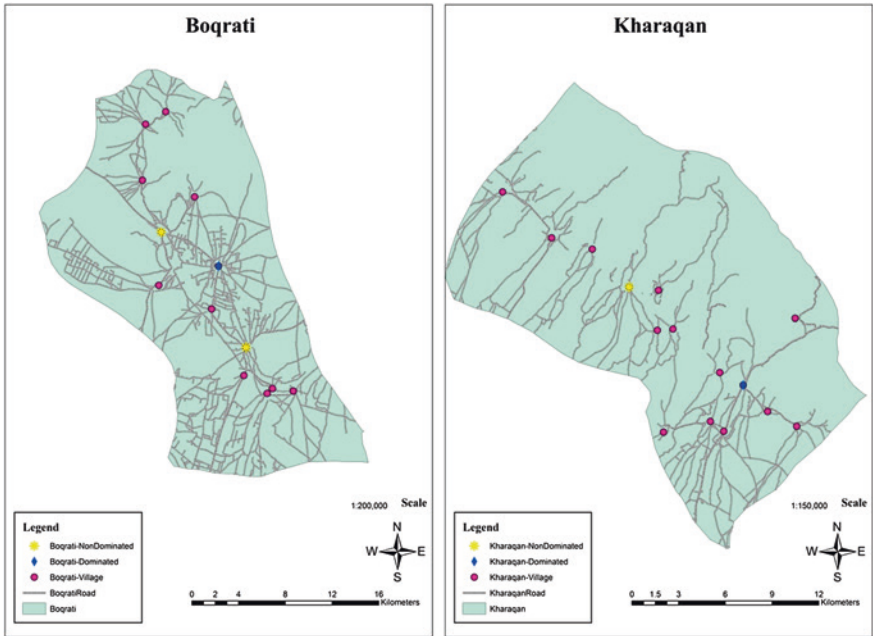 Boqrati
1:200,000 Scale
Legend
Boqrati-NonDominated
Boqrati-Dominated
Boqrati-Village
BoqratiRoad
Boqrati
N
W E
S
0 2 4 8 12 16
Kilometers
Kharaqan
1:150,000 Scale
Legend
Kharaqan-NonDominated
Kharaqan-Dominated
Kharaqan-Village
KharaqanRoad
Kharaqan
N
W E
S
0 1.5 3 6 9 12
Kilometers